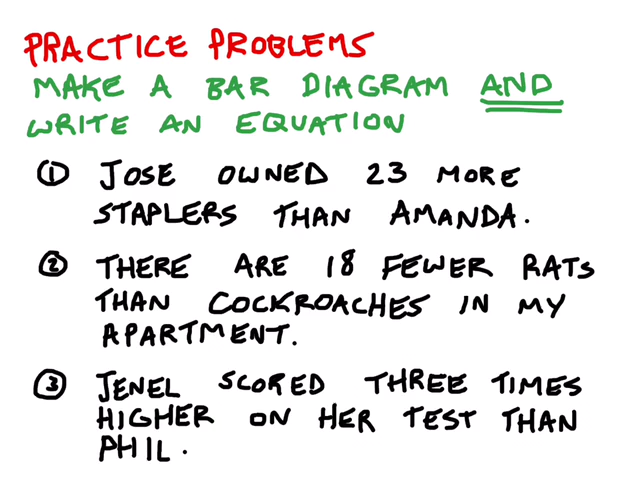 PRACTICE PROBLEMS
MAKE A BAR DIAGRAM AND
WRITE AN EQUATION
① JOSE OWNED 23 MORE
STAPLERS THAN AMANDA.
② THERE ARE 18 FEWER RATS
THAN COCKROACHES IN MY
APARTMENT.
③ JENEL SCORED THREE TIMES
HIGHER ON HER TEST THAN
PHIL.